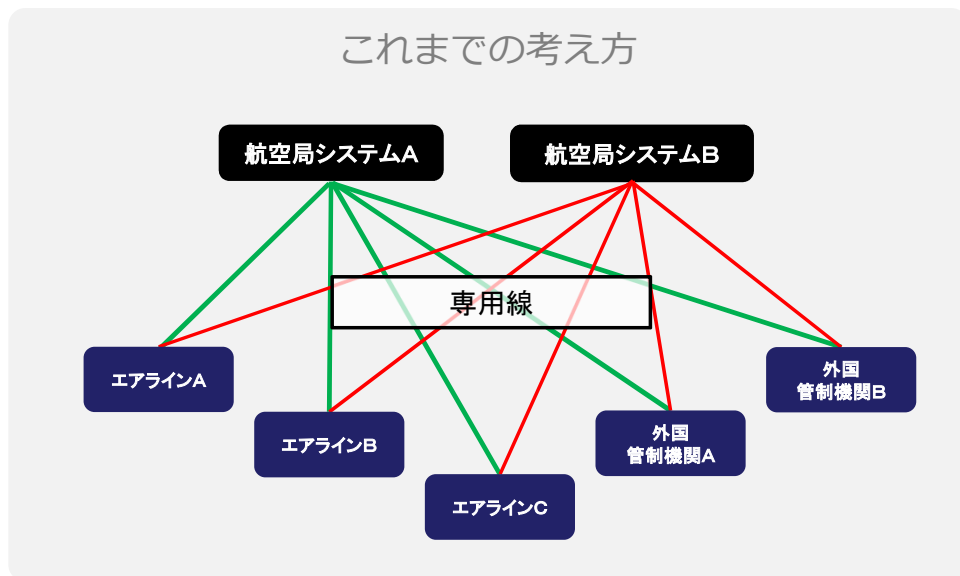 これまでの考え方
航空局システムA
航空局システムB
専用線
エアラインA
エアラインB
エアラインC
外国
管制機関A
外国
管制機関B